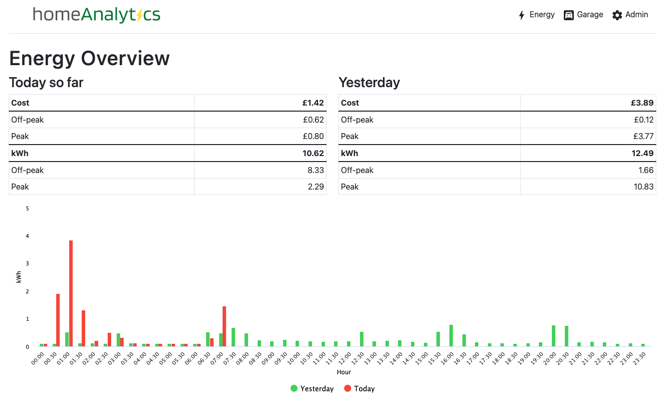 homeAnalytics
Energy Garage Admin
Energy Overview
Today so far
Cost £1.42
Off-peak £0.62
Peak £0.80
kWh 10.62
Off-peak 8.33
Peak 2.29
Yesterday
Cost £3.89
Off-peak £0.12
Peak £3.77
kWh 12.49
Off-peak 1.66
Peak 10.83
5
4
3
2
1
0
kWh
00:00 00:30 01:00 01:30 02:00 02:30 03:00 03:30 04:00 04:30 05:00 05:30 06:00 06:30 07:00 07:30 08:00 08:30 09:00 09:30 10:00 10:30 11:00 11:30 12:00 12:30 13:00 13:30 14:00 14:30 15:00 15:30 16:00 16:30 17:00 17:30 18:00 18:30 19:00 19:30 20:00 20:30 21:00 21:30 22:00 22:30 23:00 23:30
Hour
Yesterday Today